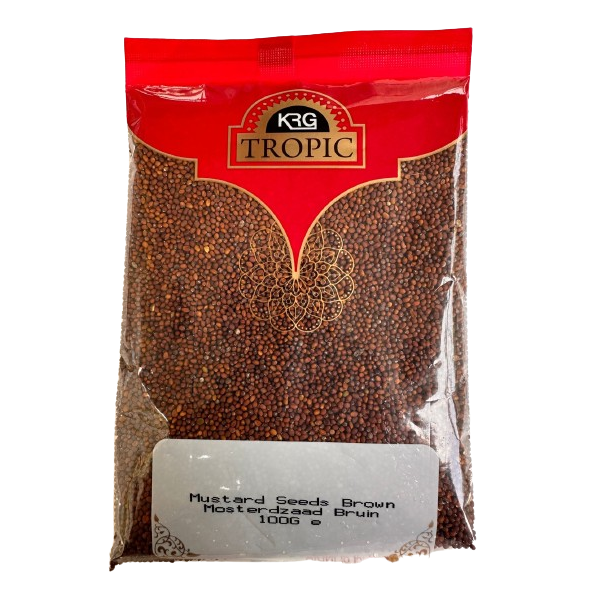 KRG
TROPIC
Mustard Seeds Brown
Mosterdzaad Bruin
100G e